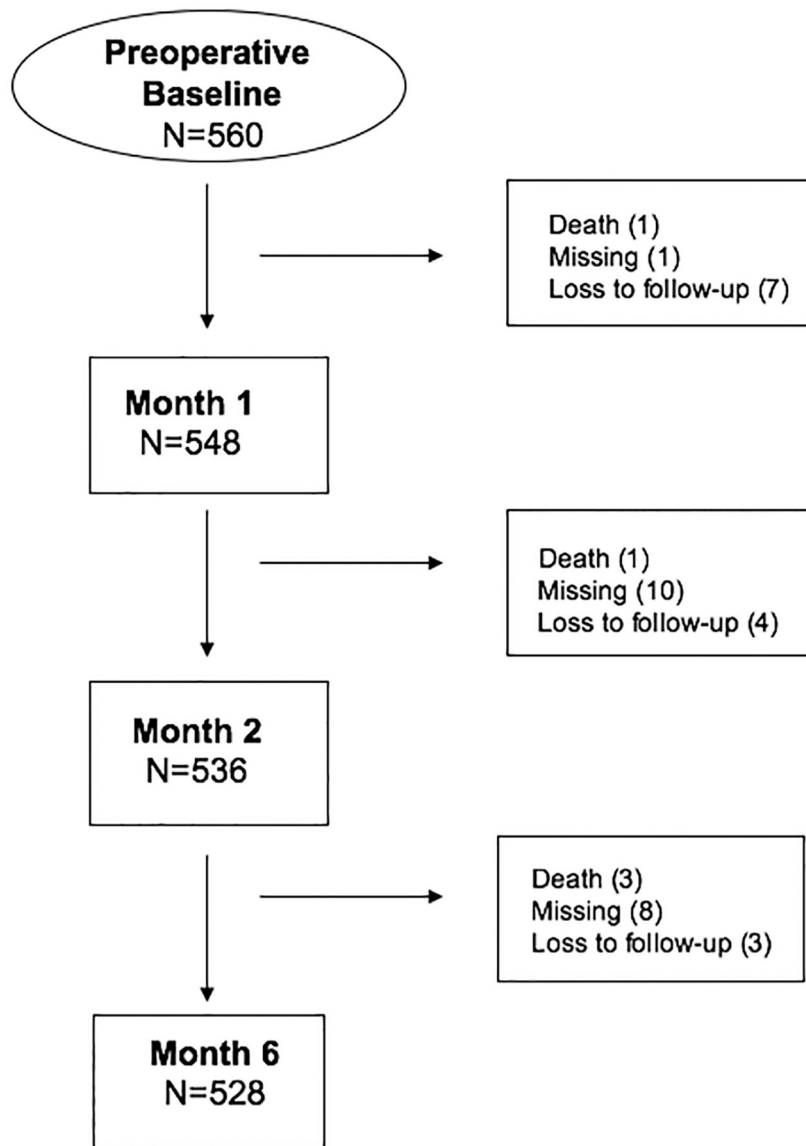 Preoperative
Baseline
N=560
Death (1)
Missing (1)
Loss to follow-up (7)
Month 1
N=548
Death (1)
Missing (10)
Loss to follow-up (4)
Month 2
N=536
Death (3)
Missing (8)
Loss to follow-up (3)
Month 6
N=528